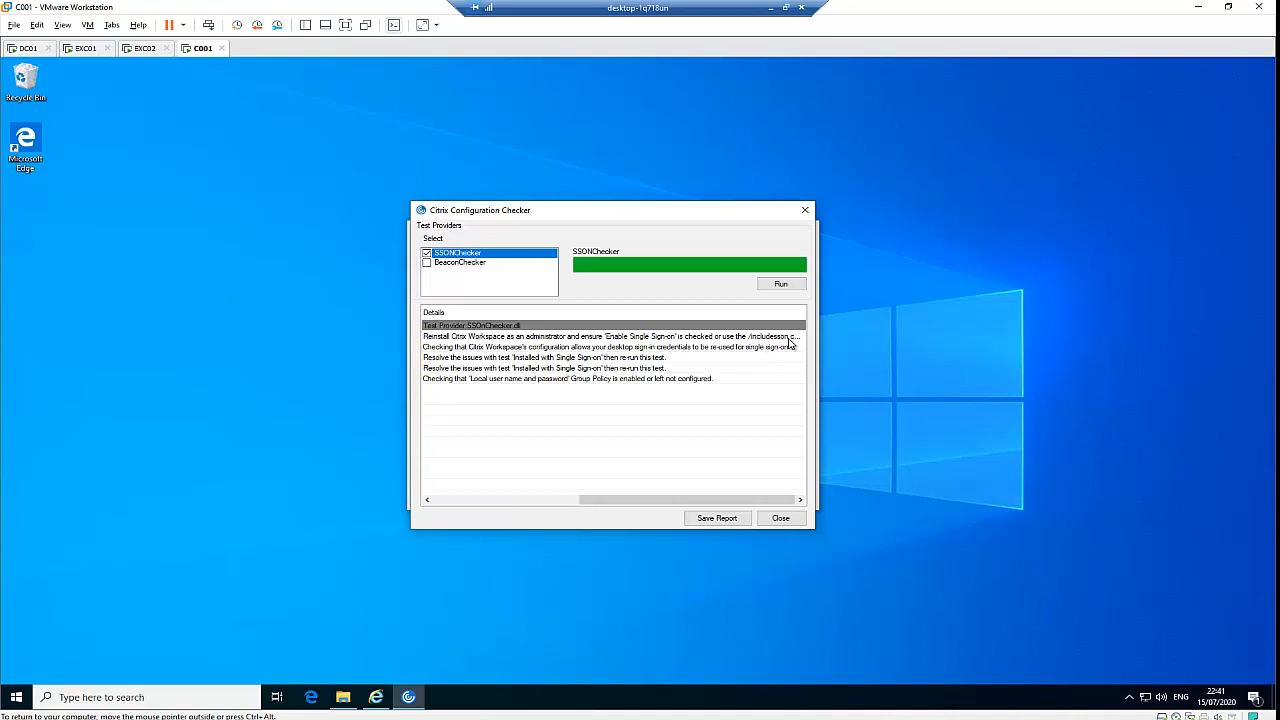 C001 - VMware Workstation
desktop-1q718un
File Edit View VM Tabs Help
DC01 EXC01 EXC02 C001
Recycle Bin
Microsoft
Edge
Citrix Configuration Checker
Test Providers
Select
SSONChecker
BeaconChecker
SSONChecker
Run
Details
Test Provider:SSOnChecker.dll
Reinstall Citrix Workspace as an administrator and ensure 'Enable Single Sign-on' is checked or use the /includesson c...
Checking that Citrix Workspace's configuration allows your desktop sign-in credentials to be re-used for single sign-on
Resolve the issues with test 'Installed with Single Sign-on' then re-run this test.
Resolve the issues with test 'Installed with Single Sign-on' then re-run this test.
Checking that 'Local user name and password' Group Policy is enabled or left not configured.
Save Report Close
Type here to search
ENG
22:41
15/07/2020
To return to your computer, move the mouse pointer outside or press Ctrl+Alt.